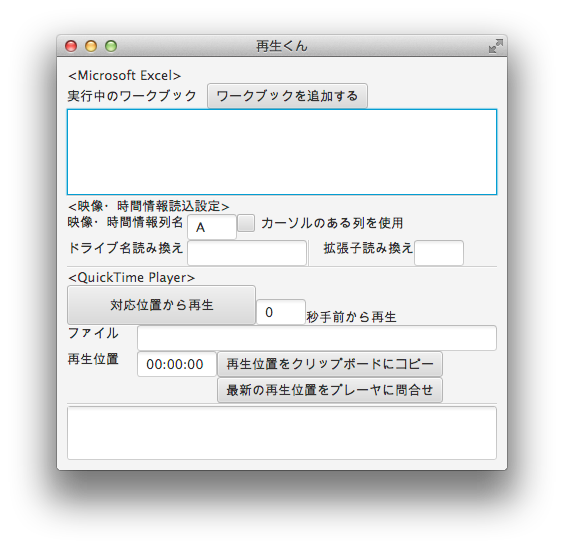 再生くん
<Microsoft Excel>
実行中のワークブック ワークブックを追加する
<映像・時間情報読込設定>
映像・時間情報列名 A カーソルのある列を使用
ドライブ名読み換え 拡張子読み換え
<QuickTime Player>
対応位置から再生 0 秒手前から再生
ファイル
再生位置 00:00:00 再生位置をクリップボードにコピー
最新の再生位置をプレーヤに問合せ